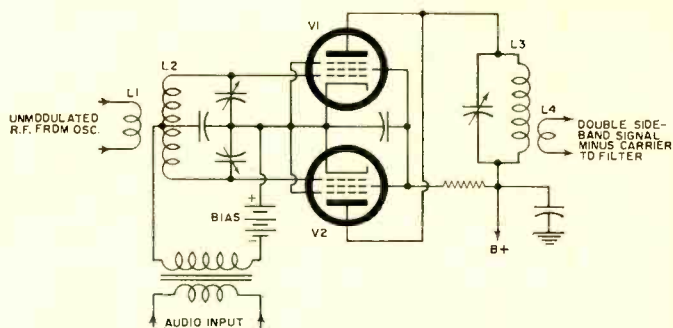 V1
L3
L2
L1
L4
UNMODULATED
R.F. FROM OSC.
DOUBLE SIDE-
BAND SIGNAL
MINUS CARRIER
TO FILTER
+
BIAS
-
V2
B+
AUDIO INPUT